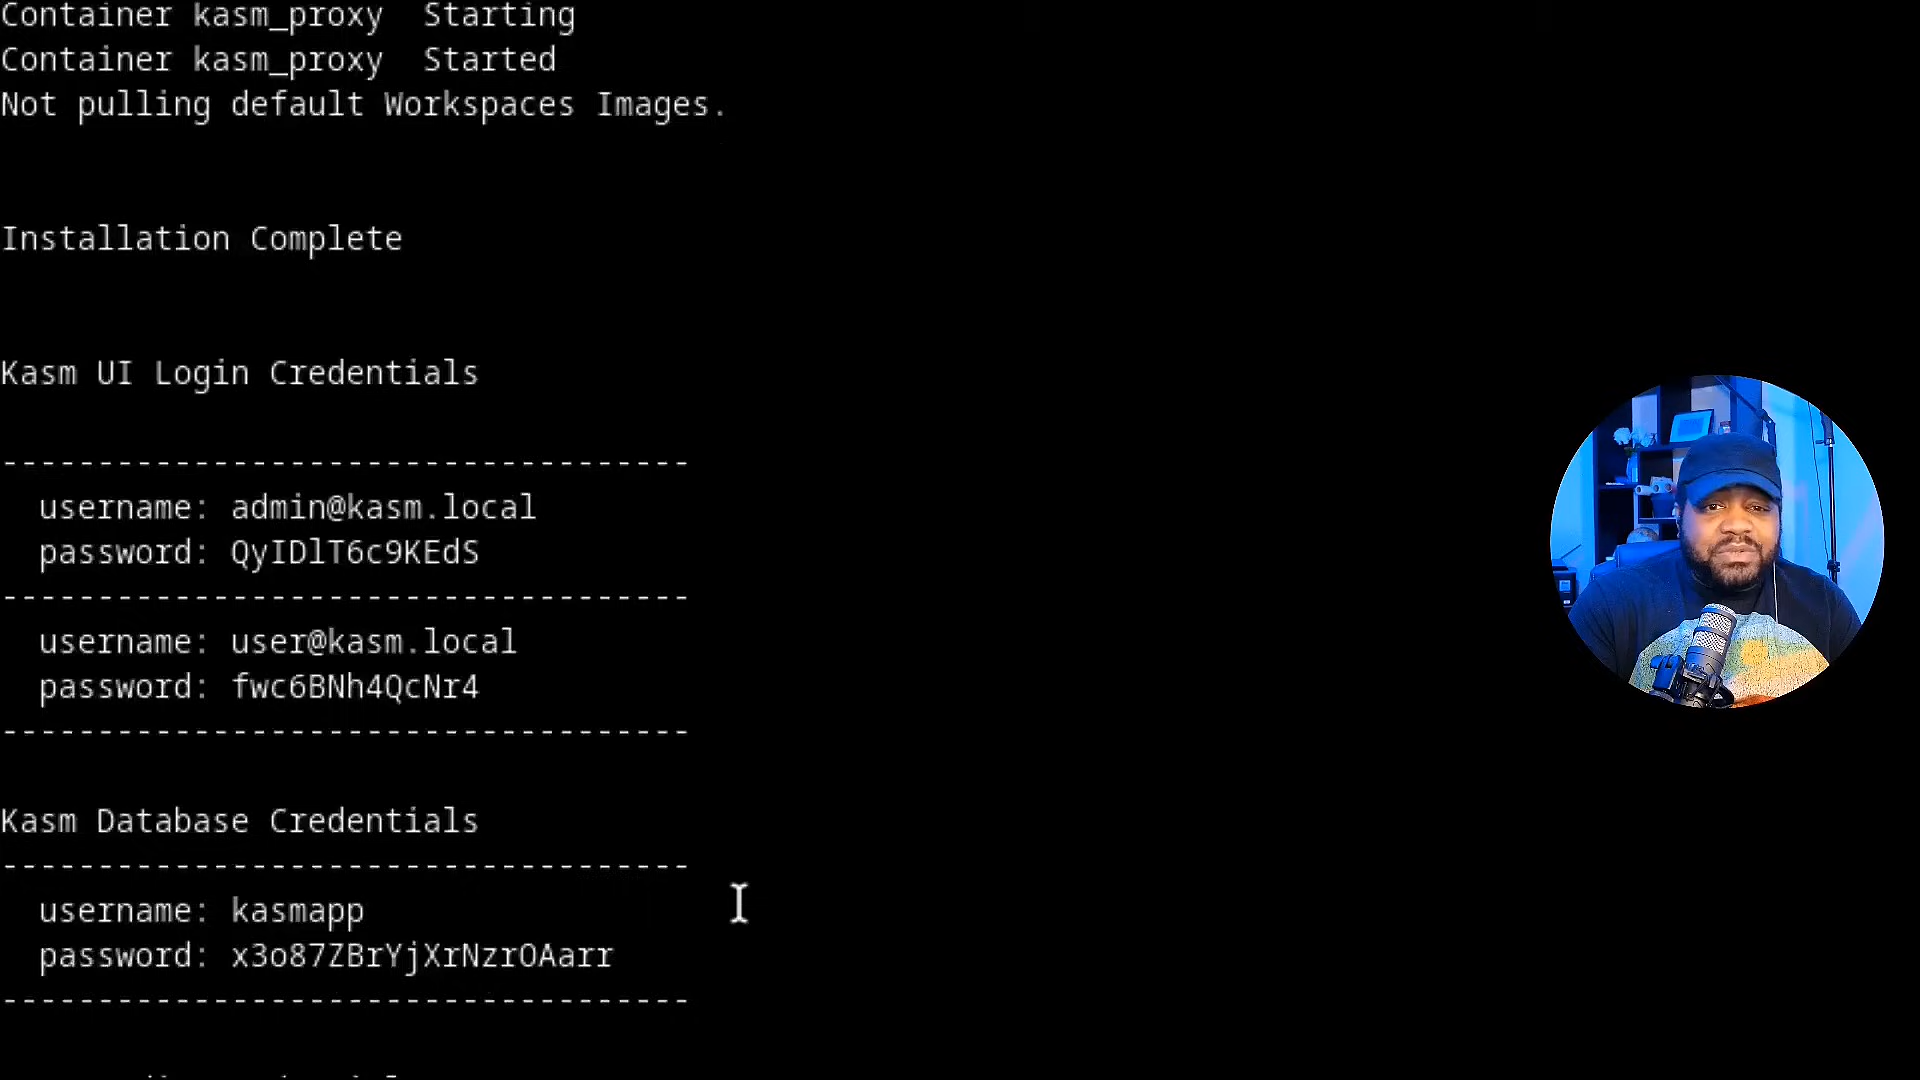 Container kasm_proxy  Starting
Container kasm_proxy  Started
Not pulling default Workspaces Images.
Installation Complete
Kasm UI Login Credentials
------------------------------------
username: admin@kasm.local
password: QyIDlT6c9KEdS
------------------------------------
username: user@kasm.local
password: fwc6BNh4QcNr4
------------------------------------
Kasm Database Credentials
------------------------------------
username: kasmapp
password: x3o87ZBrYjXrNzrOAarr
------------------------------------